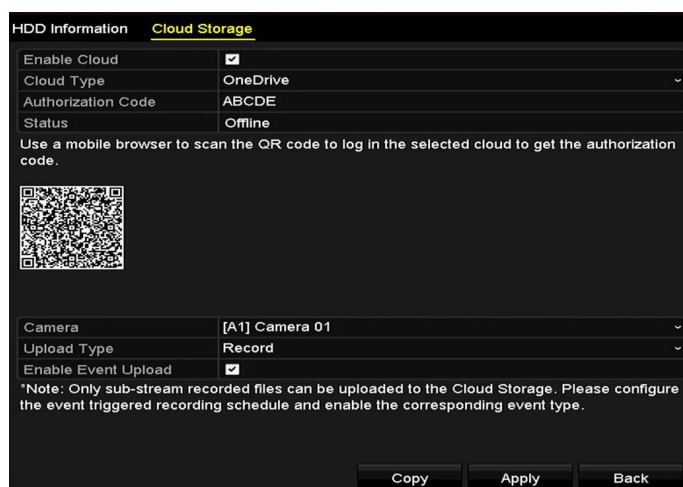 HDD Information Cloud Storage
Enable Cloud
Cloud Type OneDrive
Authorization Code ABCDE
Status Offline
Use a mobile browser to scan the QR code to log in the selected cloud to get the authorization
code.
Camera [A1] Camera 01
Upload Type Record
Enable Event Upload
*Note: Only sub-stream recorded files can be uploaded to the Cloud Storage. Please configure
the event triggered recording schedule and enable the corresponding event type.
Copy Apply Back